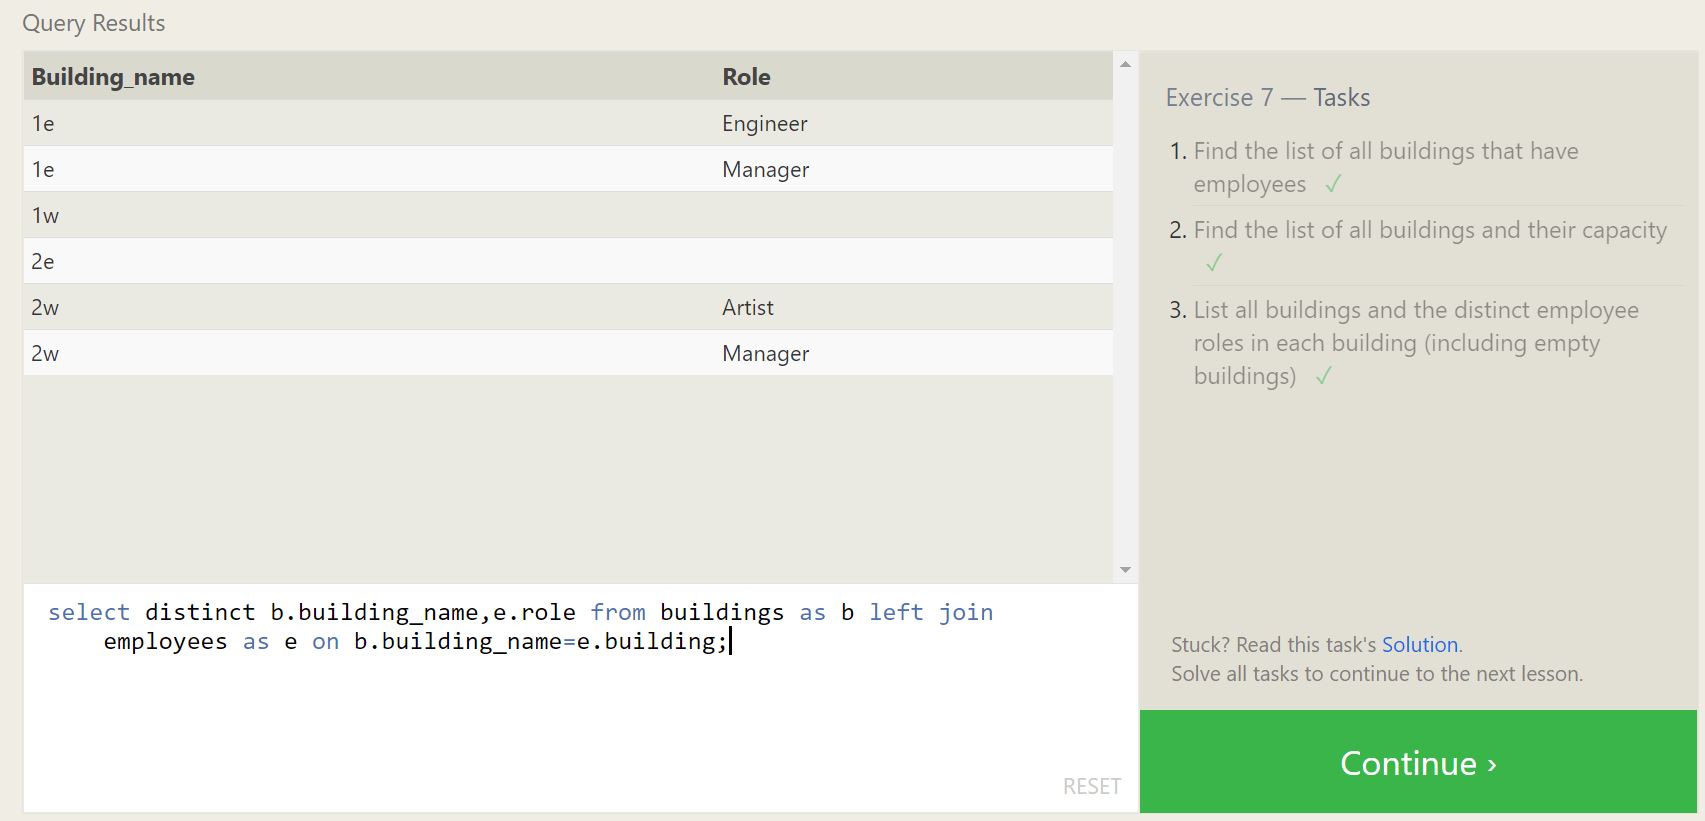 Query Results
Building_name Role
1e Engineer
1e Manager
1w
2e
2w Artist
2w Manager
select distinct b.building_name,e.role from buildings as b left join
employees as e on b.building_name=e.building;
RESET
Exercise 7 — Tasks
1. Find the list of all buildings that have
employees ✓
2. Find the list of all buildings and their capacity
✓
3. List all buildings and the distinct employee
roles in each building (including empty
buildings) ✓
Stuck? Read this task's Solution.
Solve all tasks to continue to the next lesson.
Continue ›